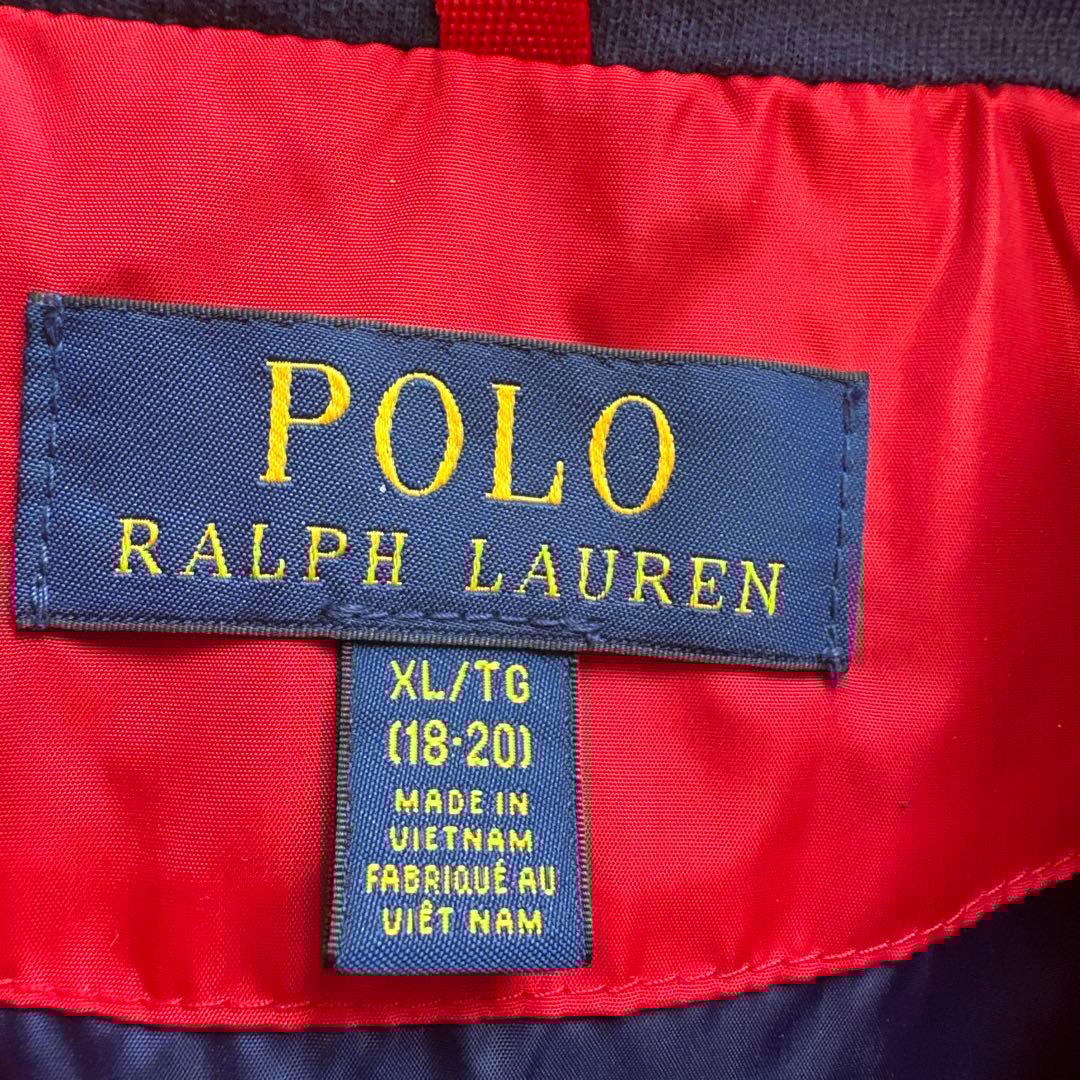 POLO
RALPH LAUREN
XL/TG
(18-20)
MADE IN
VIETNAM
FABRIQUÉ AU
VIÊT NAM